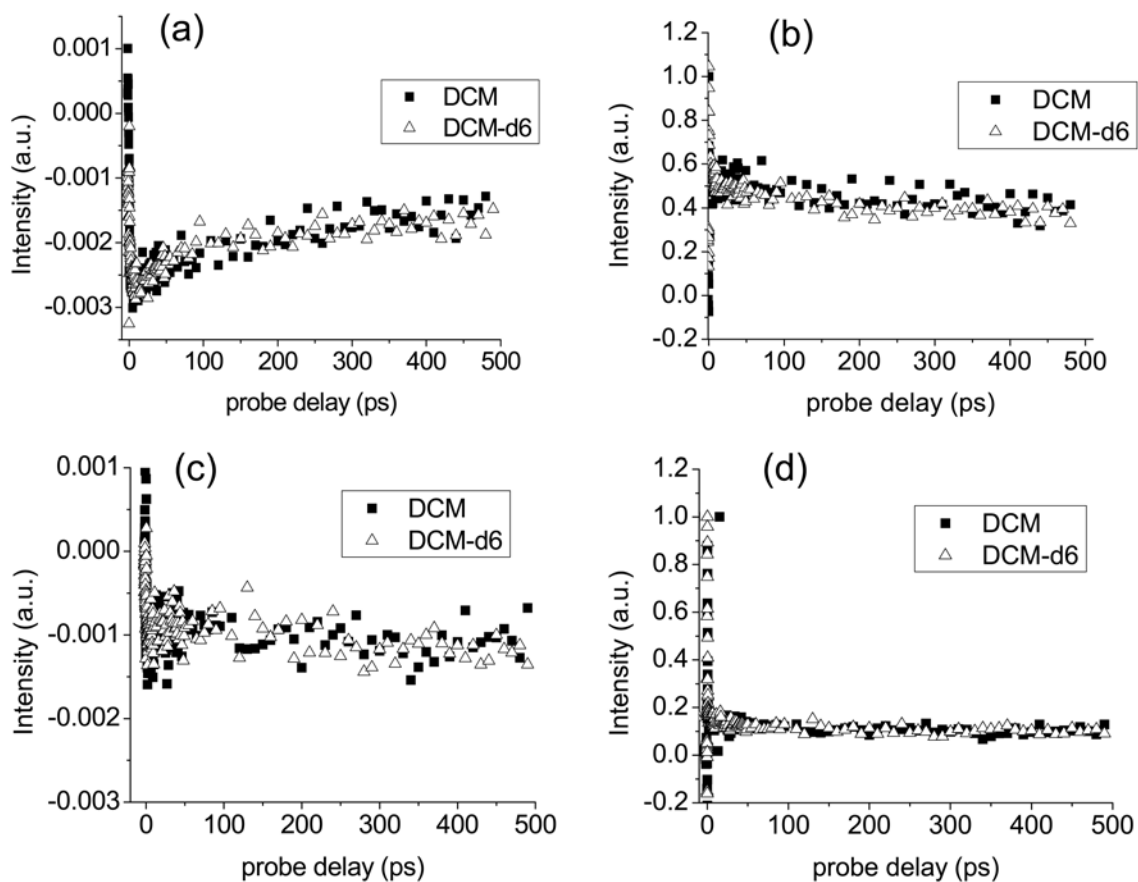 (a)
Intensity (a.u.)
0.001
0.000
-0.001
-0.002
-0.003
DCM
DCM-d6
0 100 200 300 400 500
probe delay (ps)
(b)
Intensity (a.u.)
1.2
1.0
0.8
0.6
0.4
0.2
0.0
-0.2
DCM
DCM-d6
0 100 200 300 400 500
probe delay (ps)
(c)
Intensity (a.u.)
0.001
0.000
-0.001
-0.002
-0.003
DCM
DCM-d6
0 100 200 300 400 500
probe delay (ps)
(d)
Intensity (a.u.)
1.2
1.0
0.8
0.6
0.4
0.2
0.0
-0.2
DCM
DCM-d6
0 100 200 300 400 500
probe delay (ps)